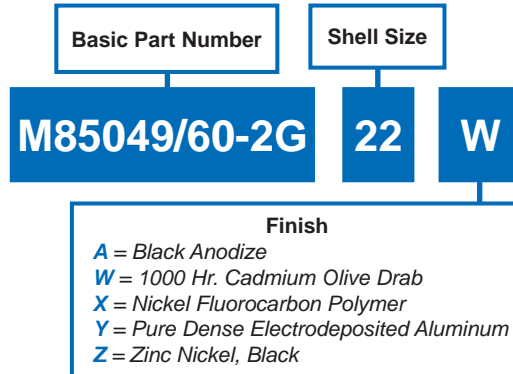 Basic Part Number
Shell Size
M85049/60-2G
22
W
Finish
A = Black Anodize
W = 1000 Hr. Cadmium Olive Drab
X = Nickel Fluorocarbon Polymer
Y = Pure Dense Electrodeposited Aluminum
Z = Zinc Nickel, Black